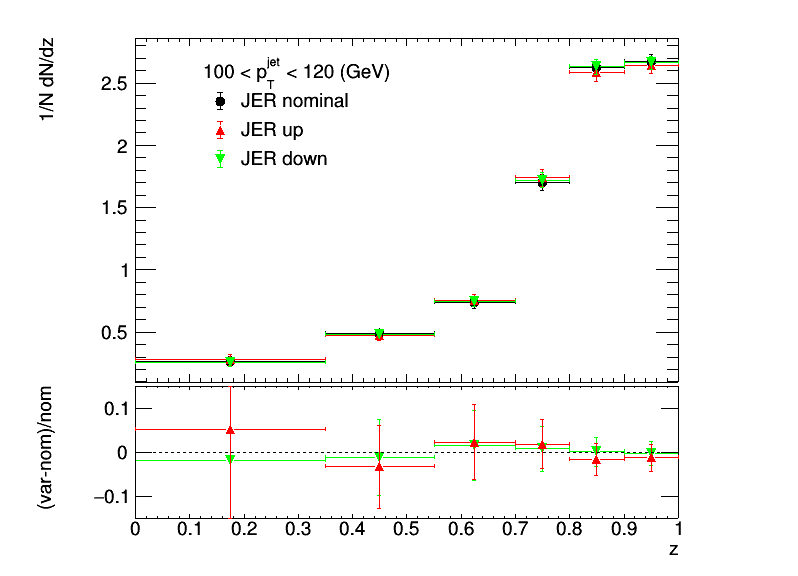 1/N dN/dz
100 < p_T^jet < 120 (GeV)
JER nominal
JER up
JER down
2.5
2
1.5
1
0.5
(var-nom)/nom
0.1
0
−0.1
0 0.1 0.2 0.3 0.4 0.5 0.6 0.7 0.8 0.9 1
z